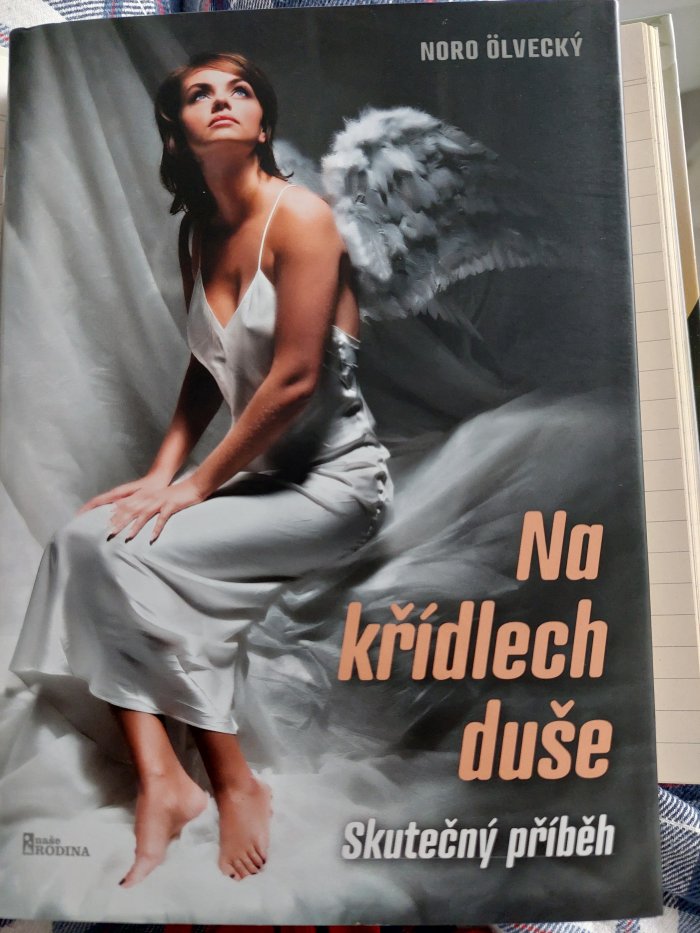 NORO ÖLVECKÝ
Na
křídlech
duše
Skutečný příběh
naše
RODINA